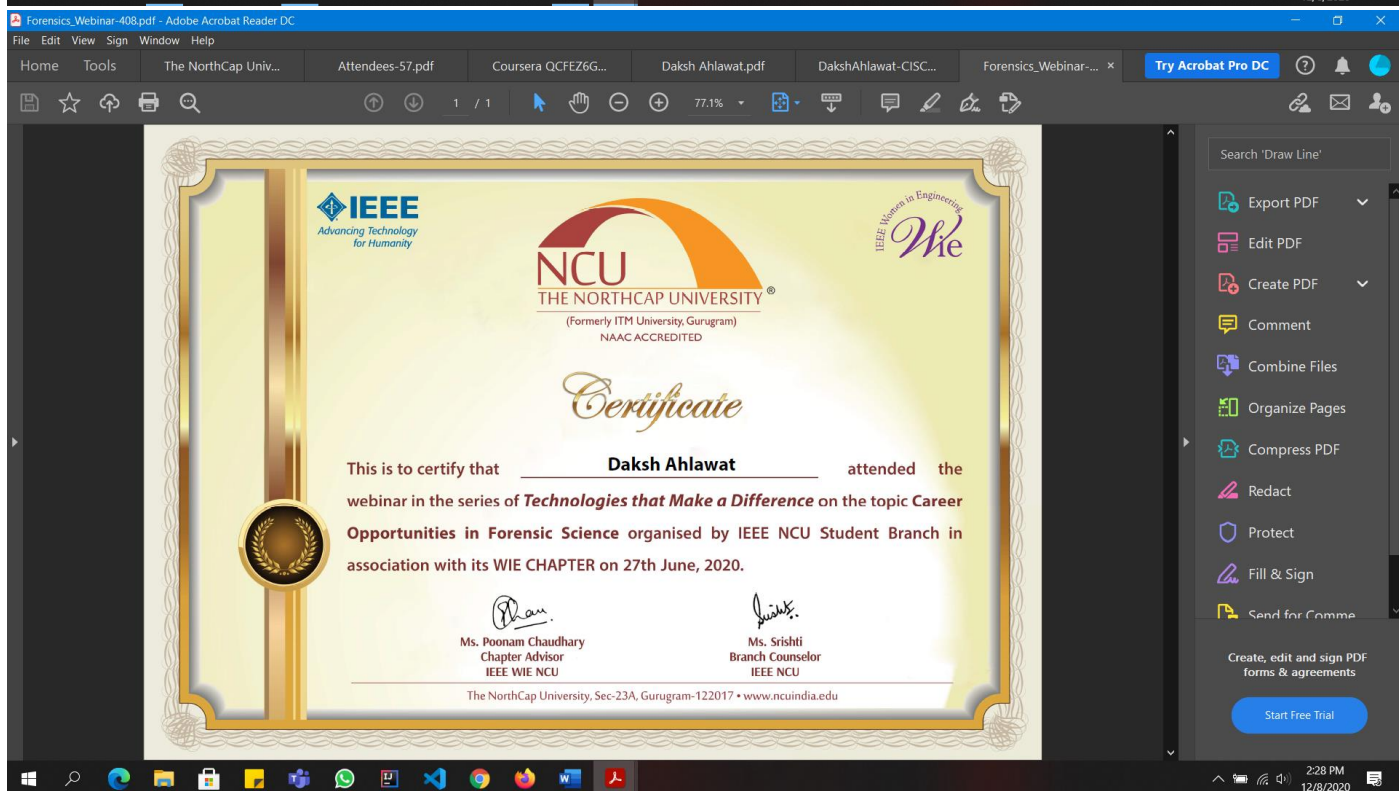 Forensics_Webinar-408.pdf - Adobe Acrobat Reader DC
File Edit View Sign Window Help
Home Tools The NorthCap Univ... Attendees-57.pdf Coursera QCFEZ6G... Daksh Ahlawat.pdf DakshAhlawat-CISC... Forensics_Webinar-... × Try Acrobat Pro DC
1 / 1 77.1%
Search 'Draw Line'
Export PDF
Edit PDF
Create PDF
Comment
Combine Files
Organize Pages
Compress PDF
Redact
Protect
Fill & Sign
Send for Comme
Create, edit and sign PDF
forms & agreements
Start Free Trial
IEEE
Advancing Technology
for Humanity
IEEE Women in Engineering
Wie
NCU
THE NORTHCAP UNIVERSITY ®
(Formerly ITM University, Gurugram)
NAAC ACCREDITED
Certificate
This is to certify that Daksh Ahlawat attended the
webinar in the series of Technologies that Make a Difference on the topic Career
Opportunities in Forensic Science organised by IEEE NCU Student Branch in
association with its WIE CHAPTER on 27th June, 2020.
Ms. Poonam Chaudhary
Chapter Advisor
IEEE WIE NCU
Ms. Srishti
Branch Counselor
IEEE NCU
The NorthCap University, Sec-23A, Gurugram-122017 • www.ncuindia.edu
2:28 PM
12/8/2020